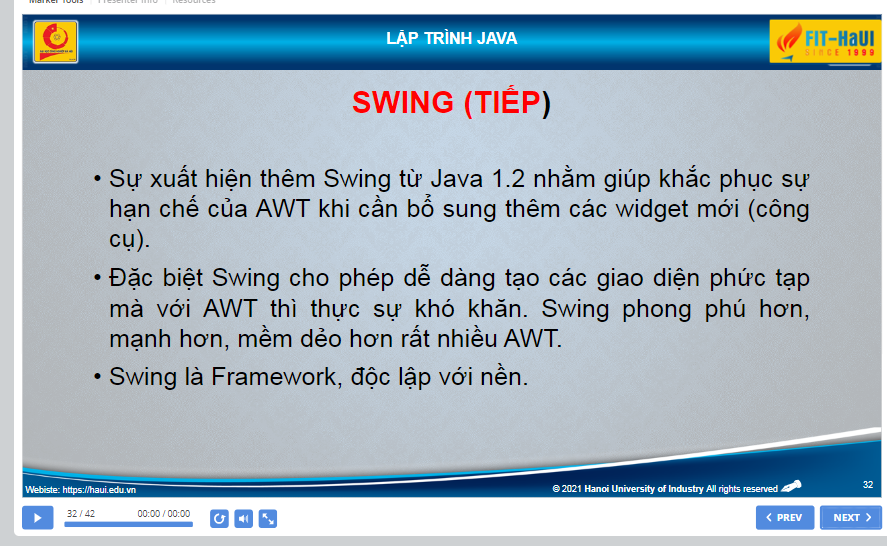 Marker Tools Presenter Info Resources
LẬP TRÌNH JAVA
FIT-HaUI
SINCE 1999
SWING (TIẾP)
• Sự xuất hiện thêm Swing từ Java 1.2 nhằm giúp khắc phục sự
hạn chế của AWT khi cần bổ sung thêm các widget mới (công
cụ).
• Đặc biệt Swing cho phép dễ dàng tạo các giao diện phức tạp
mà với AWT thì thực sự khó khăn. Swing phong phú hơn,
mạnh hơn, mềm dẻo hơn rất nhiều AWT.
• Swing là Framework, độc lập với nền.
Webiste: https://haui.edu.vn
© 2021 Hanoi University of Industry All rights reserved
32
32 / 42
00:00 / 00:00
PREV
NEXT